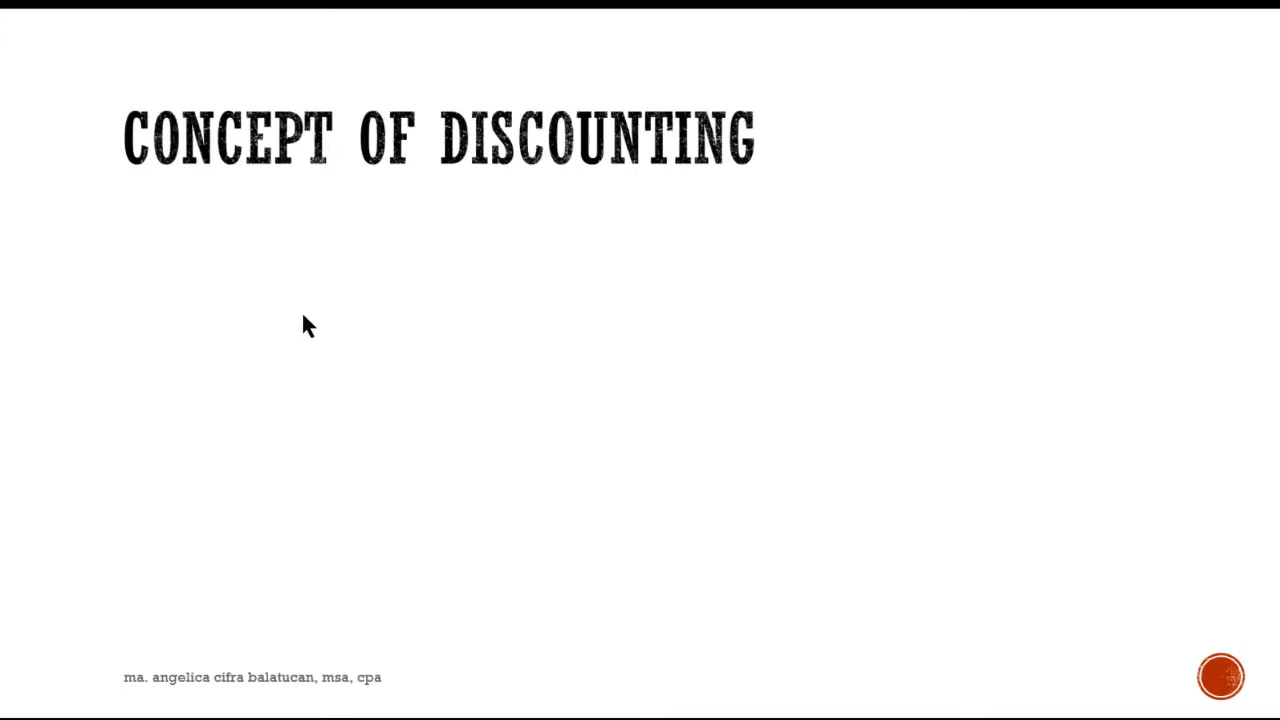 CONCEPT OF DISCOUNTING
ma. angelica cifra balatucan, msa, cpa